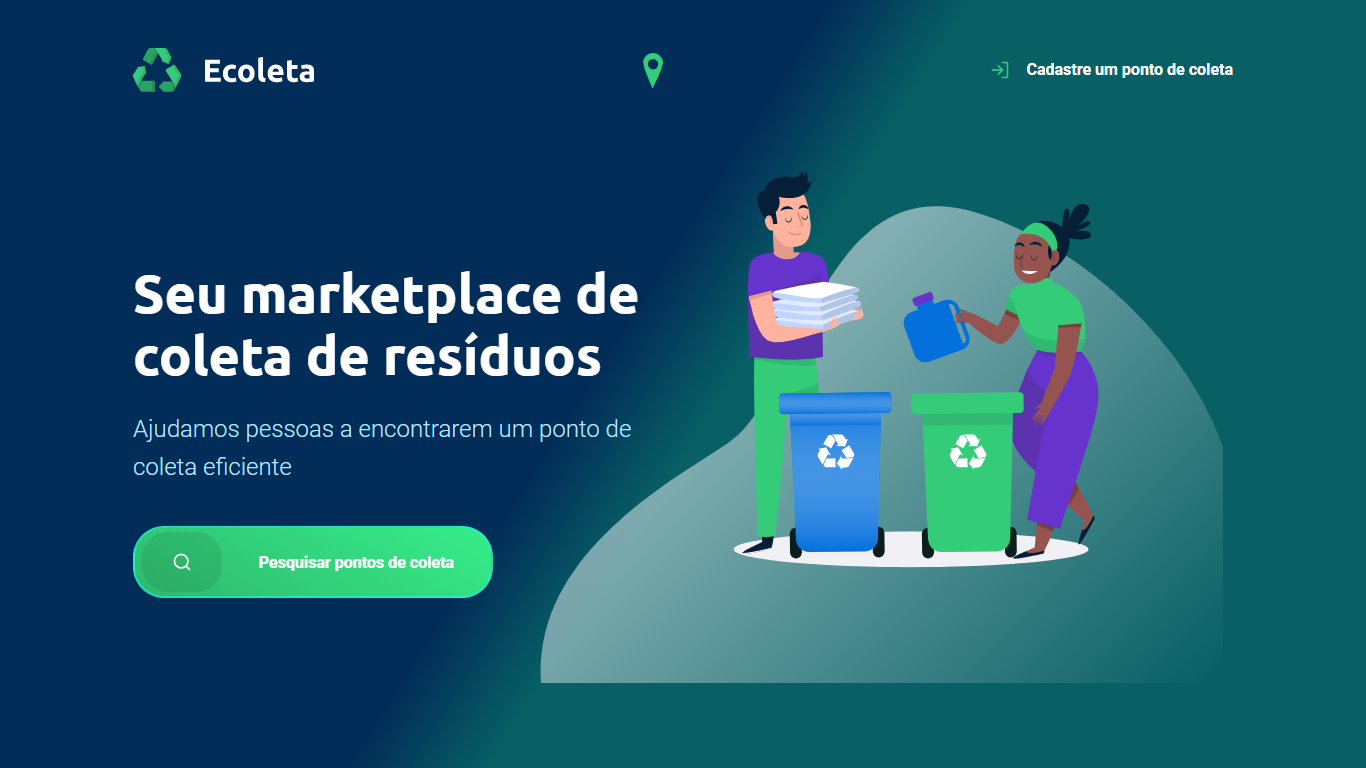 Ecoleta
Cadastre um ponto de coleta
Seu marketplace de
coleta de resíduos
Ajudamos pessoas a encontrarem um ponto de
coleta eficiente
Pesquisar pontos de coleta